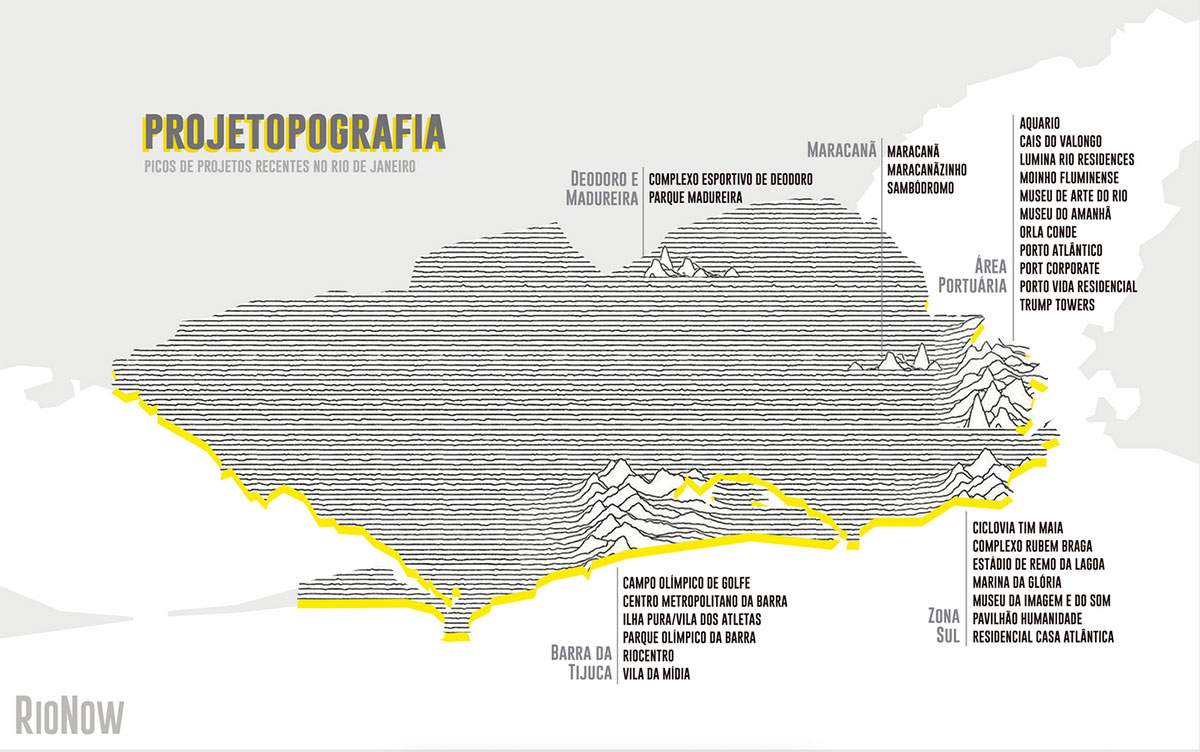 PROJETOPOGRAFIA
PICOS DE PROJETOS RECENTES NO RIO DE JANEIRO
DEODORO E
MADUREIRA
COMPLEXO ESPORTIVO DE DEODORO
PARQUE MADUREIRA
MARACANÃ
MARACANÃ
MARACANÃZINHO
SAMBÓDROMO
ÁREA
PORTUÁRIA
AQUARIO
CAIS DO VALONGO
LUMINA RIO RESIDENCES
MOINHO FLUMINENSE
MUSEU DE ARTE DO RIO
MUSEU DO AMANHÃ
ORLA CONDE
PORTO ATLÂNTICO
PORT CORPORATE
PORTO VIDA RESIDENCIAL
TRUMP TOWERS
BARRA DA
TIJUCA
CAMPO OLÍMPICO DE GOLFE
CENTRO METROPOLITANO DA BARRA
ILHA PURA/VILA DOS ATLETAS
PARQUE OLÍMPICO DA BARRA
RIOCENTRO
VILA DA MÍDIA
ZONA
SUL
CICLOVIA TIM MAIA
COMPLEXO RUBEM BRAGA
ESTÁDIO DE REMO DA LAGOA
MARINA DA GLÓRIA
MUSEU DA IMAGEM E DO SOM
PAVILHÃO HUMANIDADE
RESIDENCIAL CASA ATLÂNTICA
RIONOW